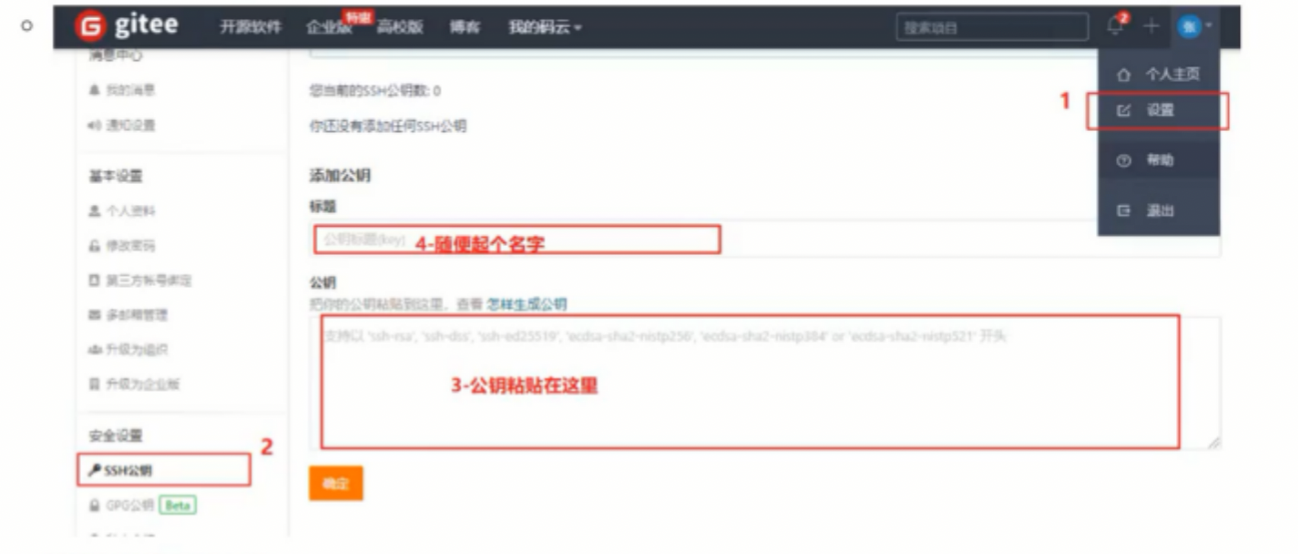 gitee 开源软件 企业版 特惠 高校版 博客 我的码云 搜索项目 2 张
消息中心
我的消息
通知设置
基本设置
个人资料
修改密码
第三方帐号绑定
多邮箱管理
升级为组织
升级为企业版
安全设置
2
SSH公钥
GPG公钥 Beta
您当前的SSH公钥数: 0
你还没有添加任何SSH公钥
添加公钥
标题
公钥标题(key) 4-随便起个名字
公钥
把你的公钥粘贴到这里，查看 怎样生成公钥
支持以 'ssh-rsa', 'ssh-dss', 'ssh-ed25519', 'ecdsa-sha2-nistp256', 'ecdsa-sha2-nistp384' or 'ecdsa-sha2-nistp521' 开头
3-公钥粘贴在这里
确定
个人主页
1
设置
帮助
退出